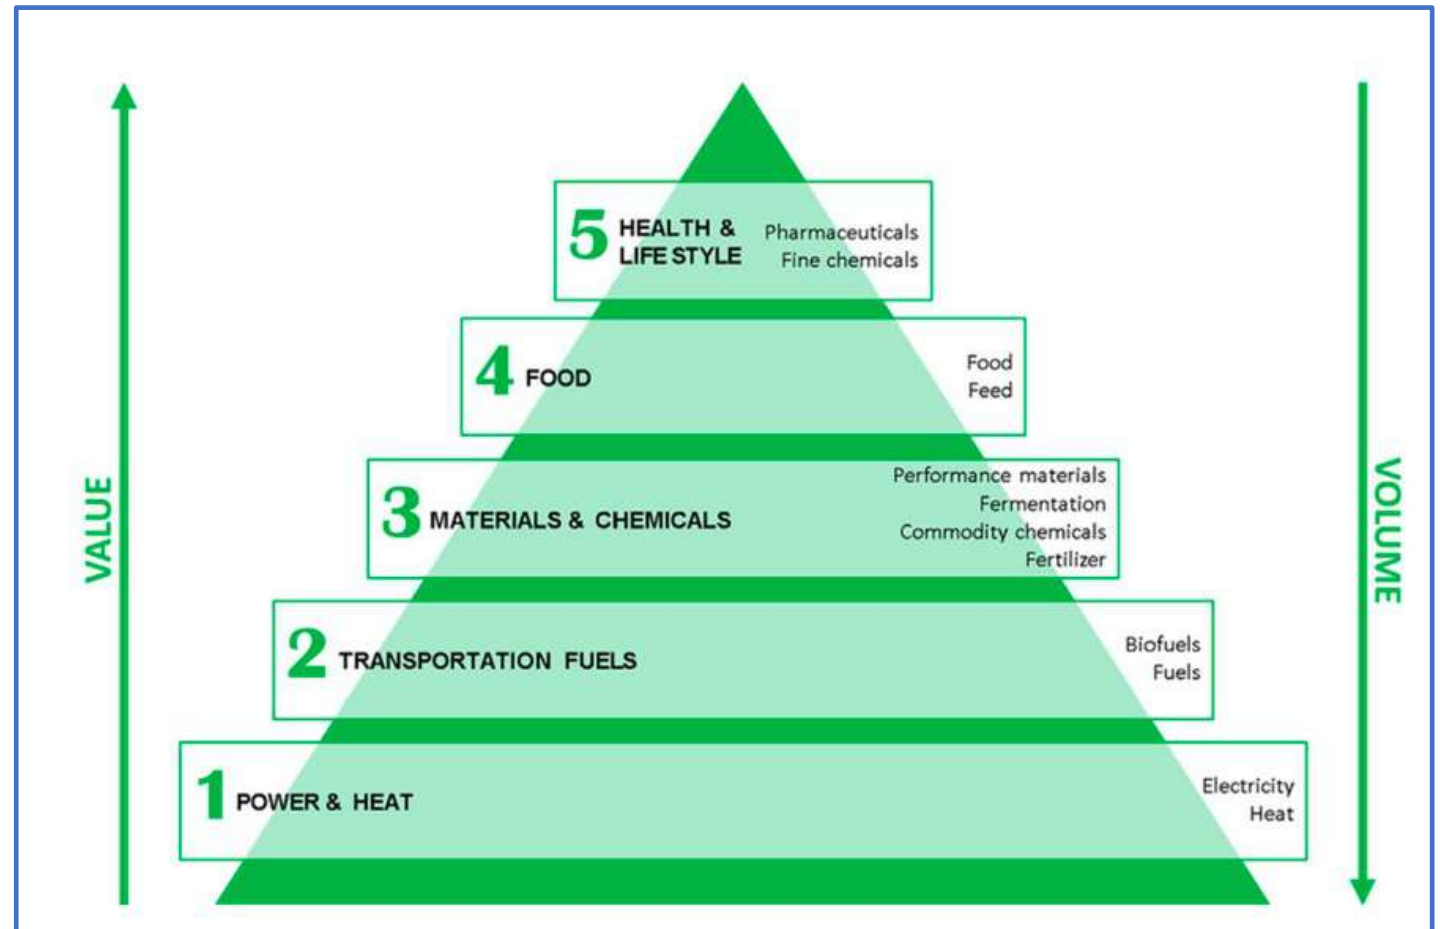 5 HEALTH &
LIFE STYLE
Pharmaceuticals
Fine chemicals
4 FOOD
Food
Feed
3 MATERIALS & CHEMICALS
Performance materials
Fermentation
Commodity chemicals
Fertilizer
2 TRANSPORTATION FUELS
Biofuels
Fuels
1 POWER & HEAT
Electricity
Heat
VALUE
VOLUME